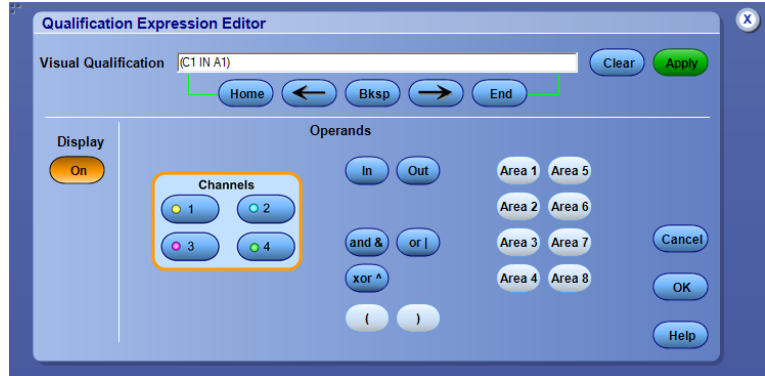 Qualification Expression Editor
X
Visual Qualification (C1 IN A1) Clear Apply
Home Bksp End
Display
On
Operands
Channels
1 2
3 4
In Out
and & or |
xor ^
( )
Area 1 Area 5
Area 2 Area 6
Area 3 Area 7
Area 4 Area 8
Cancel
OK
Help